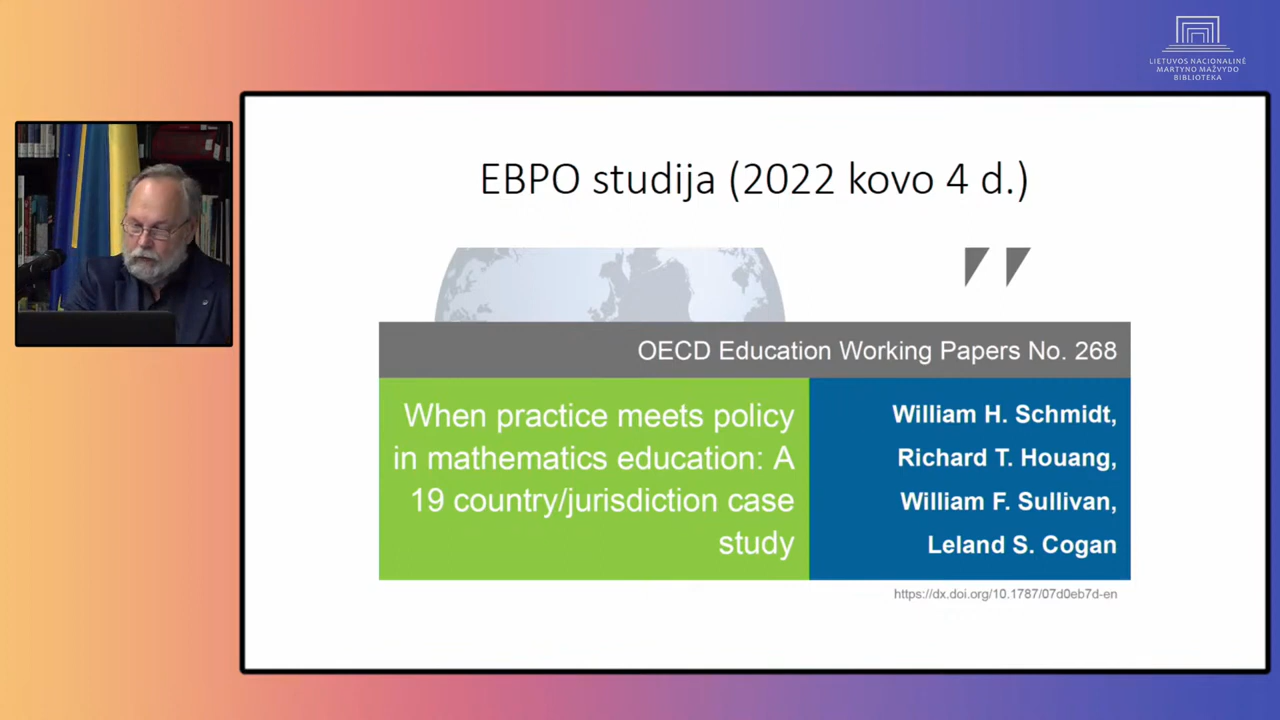 LIETUVOS NACIONALINĖ
MARTYNO MAŽVYDO
BIBLIOTEKA
EBPO studija (2022 kovo 4 d.)
OECD Education Working Papers No. 268
When practice meets policy
in mathematics education: A
19 country/jurisdiction case
study
William H. Schmidt,
Richard T. Houang,
William F. Sullivan,
Leland S. Cogan
https://dx.doi.org/10.1787/07d0eb7d-en